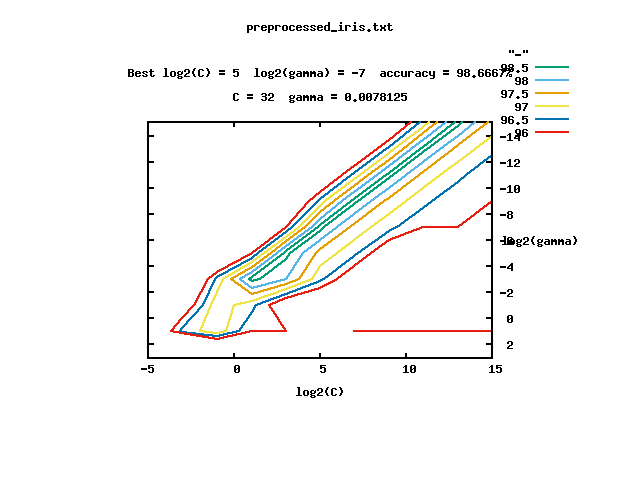 preprocessed_iris.txt
"-"
Best log2(C) = 5  log2(gamma) = -7  accuracy = 98.6667%
98.5
98
97.5
C = 32  gamma = 0.0078125
97
96.5
96
-14
-12
-10
-8
-6
log2(gamma)
-4
-2
0
2
-5 0 5 10 15
log2(C)